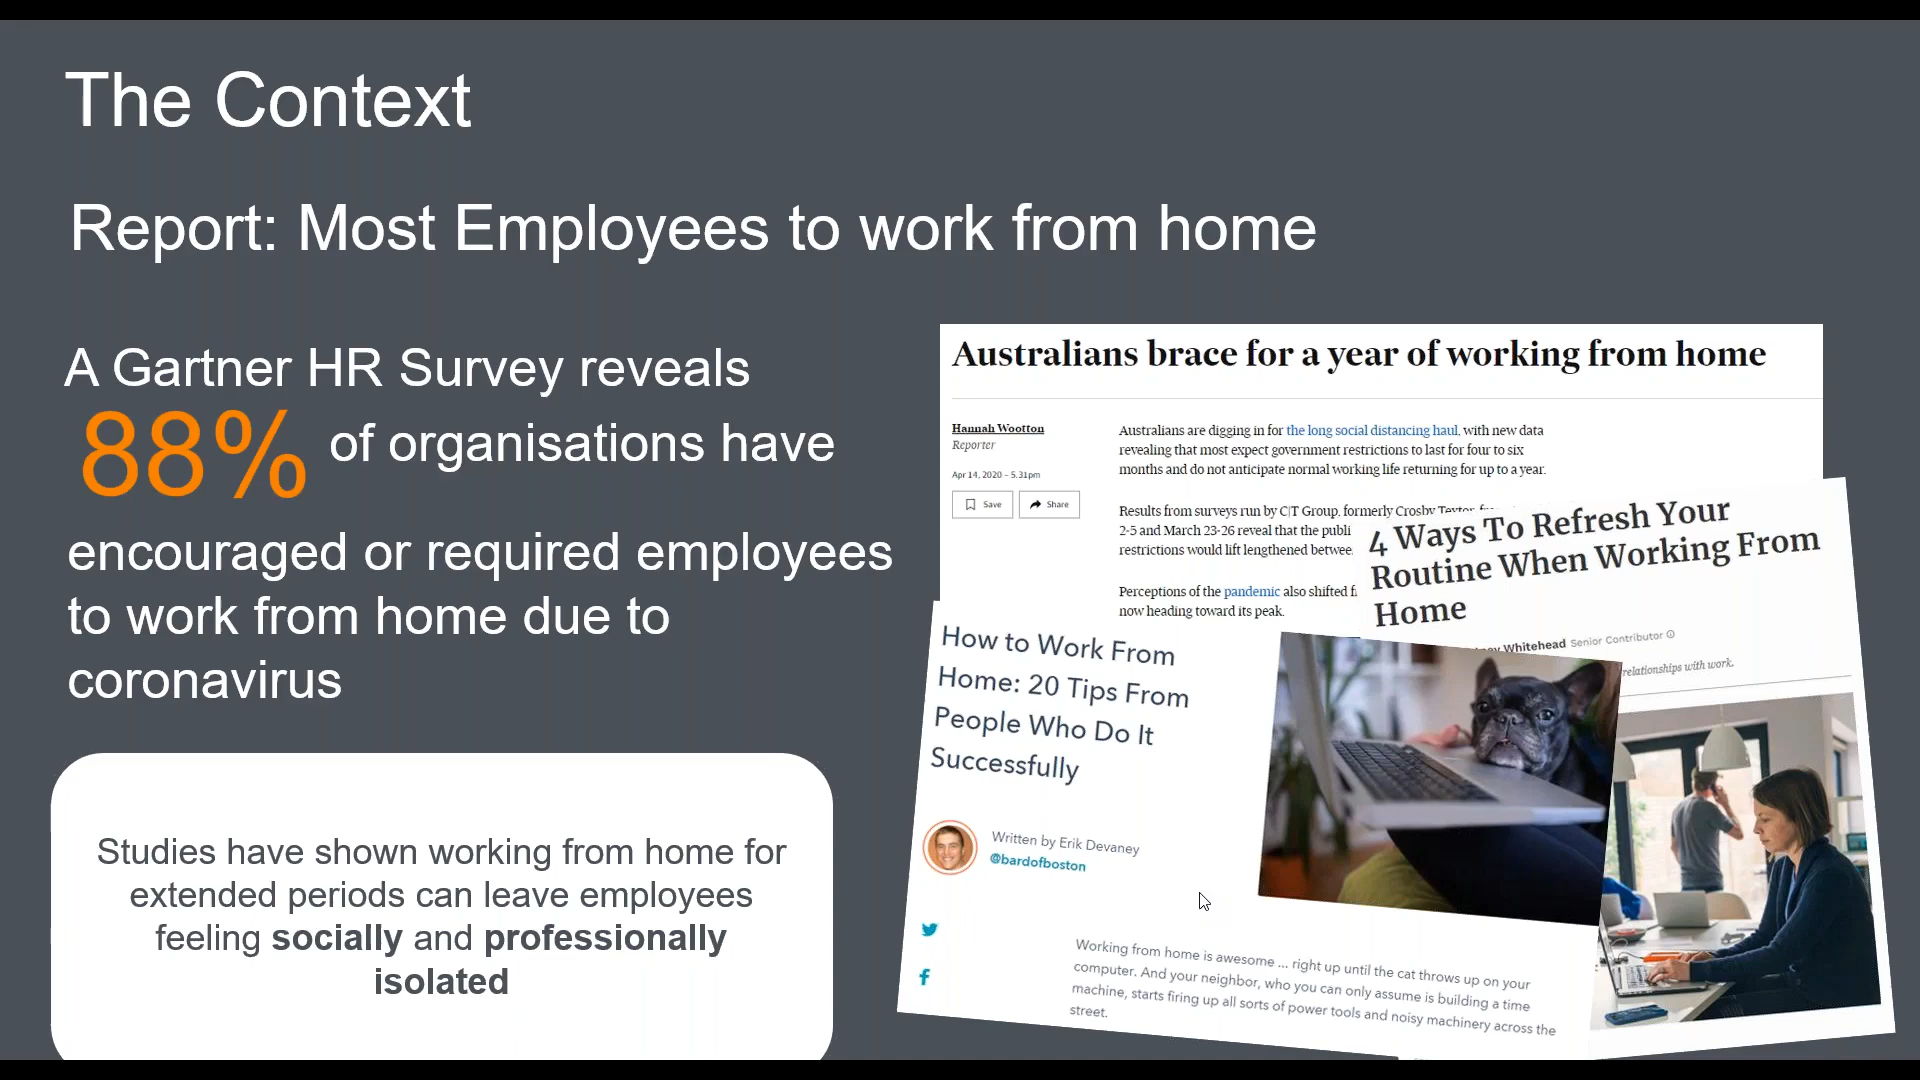 The Context
Report: Most Employees to work from home
A Gartner HR Survey reveals
88% of organisations have
encouraged or required employees
to work from home due to
coronavirus
Studies have shown working from home for
extended periods can leave employees
feeling socially and professionally
isolated
Australians brace for a year of working from home
Hannah Wootton
Reporter
Apr 14, 2020 – 5.31pm
Save
Share
Australians are digging in for the long social distancing haul, with new data
revealing that most expect government restrictions to last for four to six
months and do not anticipate normal working life returning for up to a year.
Results from surveys run by C|T Group, formerly Crosby Textor,
2-5 and March 23-26 reveal that the publi
restrictions would lift lengthened betwee
Perceptions of the pandemic also shifted f
now heading toward its peak.
4 Ways To Refresh Your
Routine When Working From
Home
Whitehead Senior Contributor
relationships with work.
How to Work From
Home: 20 Tips From
People Who Do It
Successfully
Written by Erik Devaney
@bardofboston
Working from home is awesome ... right up until the cat throws up on your
computer. And your neighbor, who you can only assume is building a time
machine, starts firing up all sorts of power tools and noisy machinery across the
street.